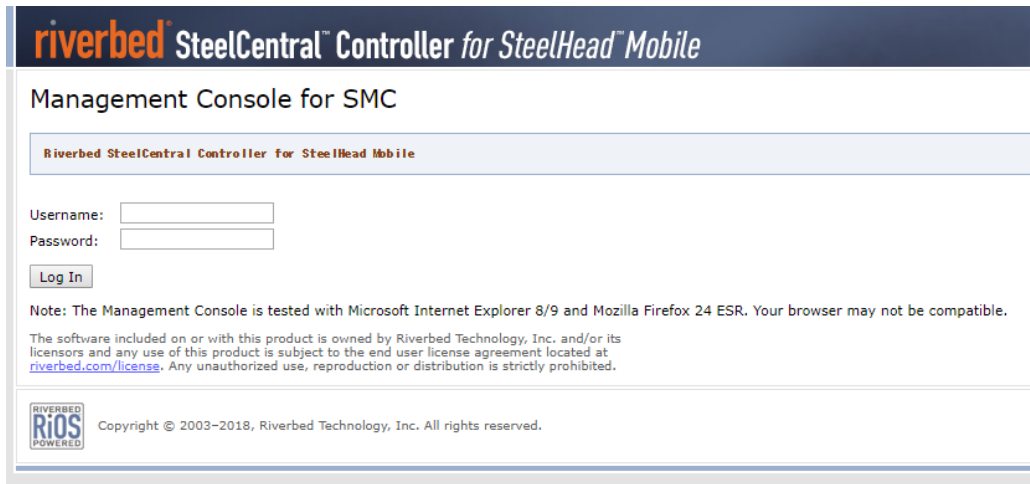 riverbed® SteelCentral™ Controller for SteelHead™ Mobile
Management Console for SMC
Riverbed SteelCentral Controller for SteelHead Mobile
Username:
Password:
Log In
Note: The Management Console is tested with Microsoft Internet Explorer 8/9 and Mozilla Firefox 24 ESR. Your browser may not be compatible.
The software included on or with this product is owned by Riverbed Technology, Inc. and/or its
licensors and any use of this product is subject to the end user license agreement located at
riverbed.com/license. Any unauthorized use, reproduction or distribution is strictly prohibited.
RIVERBED
RiOS
POWERED
Copyright © 2003–2018, Riverbed Technology, Inc. All rights reserved.